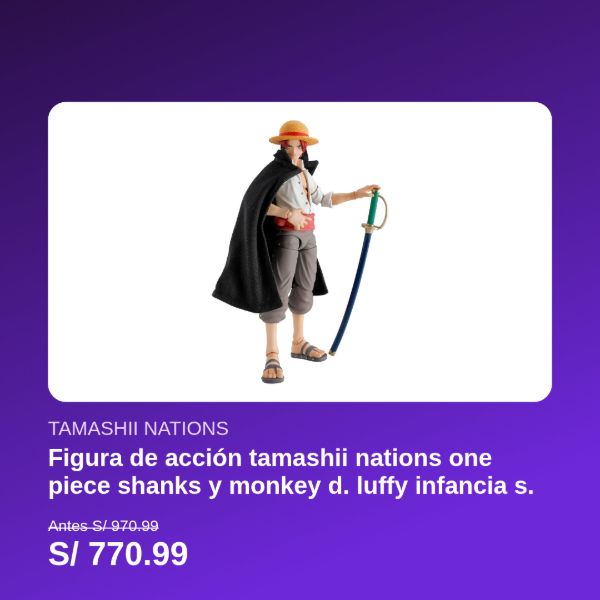 TAMASHII NATIONS
Figura de acción tamashii nations one
piece shanks y monkey d. luffy infancia s.
Antes S/ 970.99
S/ 770.99